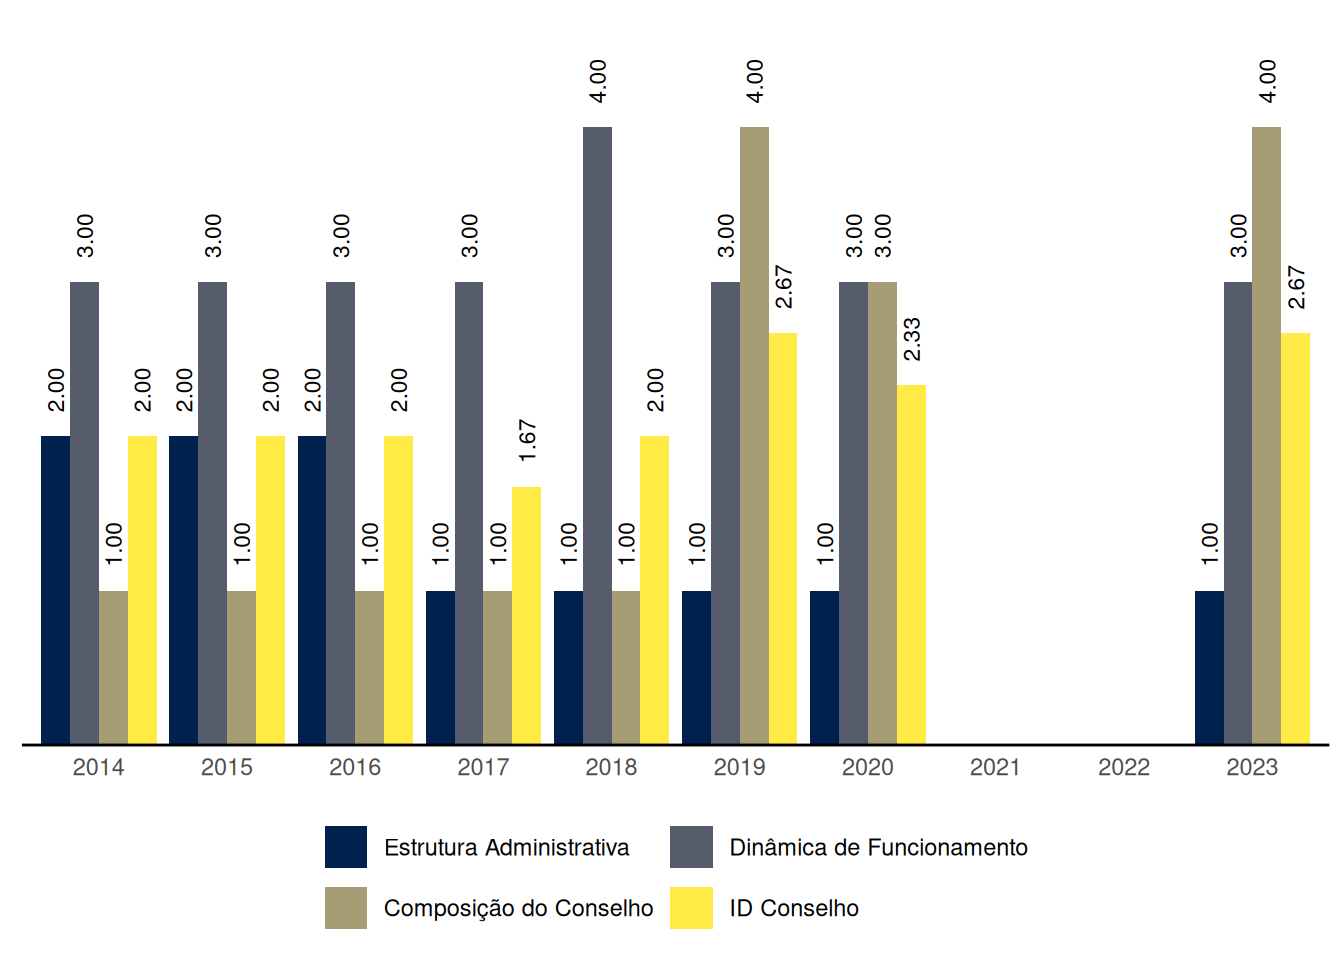 4.00 4.00 4.00
3.00 3.00 3.00 3.00 3.00 3.00 3.00 3.00
2.67 2.67
2.33
2.00 2.00 2.00 2.00 2.00 2.00 2.00
1.67
1.00 1.00 1.00 1.00 1.00 1.00 1.00 1.00 1.00 1.00
2014 2015 2016 2017 2018 2019 2020 2021 2022 2023
Estrutura Administrativa Dinâmica de Funcionamento
Composição do Conselho ID Conselho